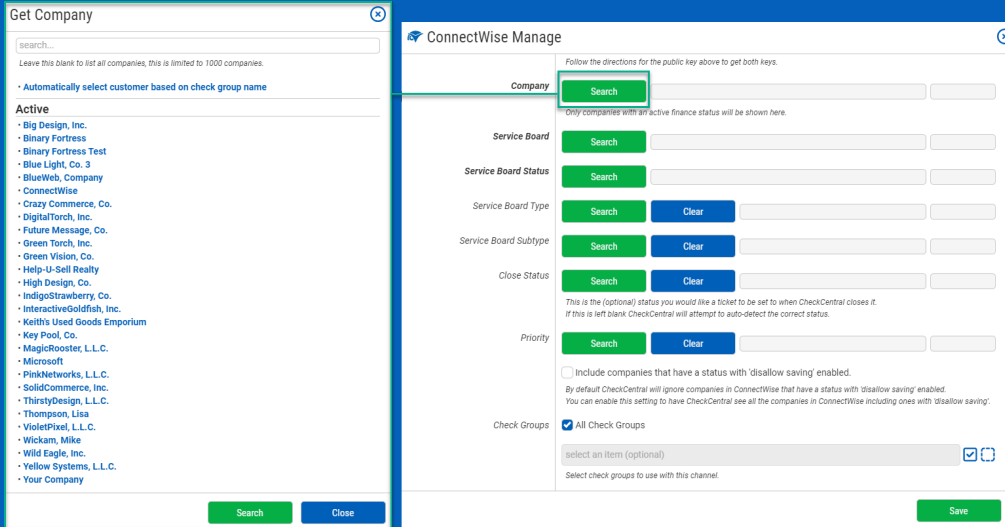 Get Company
search...
Leave this blank to list all companies, this is limited to 1000 companies.
• Automatically select customer based on check group name
Active
• Big Design, Inc.
• Binary Fortress
• Binary Fortress Test
• Blue Light, Co. 3
• BlueWeb, Company
• ConnectWise
• Crazy Commerce, Co.
• DigitalTorch, Inc.
• Future Message, Co.
• Green Torch, Inc.
• Green Vision, Co.
• Help-U-Sell Realty
• High Design, Co.
• IndigoStrawberry, Co.
• InteractiveGoldfish, Inc.
• Keith's Used Goods Emporium
• Key Pool, Co.
• MagicRooster, L.L.C.
• Microsoft
• PinkNetworks, L.L.C.
• SolidCommerce, Inc.
• ThirstyDesign, L.L.C.
• Thompson, Lisa
• VioletPixel, L.L.C.
• Wickam, Mike
• Wild Eagle, Inc.
• Yellow Systems, L.L.C.
• Your Company
Search Close
ConnectWise Manage
Follow the directions for the public key above to get both keys.
Company Search
Only companies with an active finance status will be shown here.
Service Board Search
Service Board Status Search
Service Board Type Search Clear
Service Board Subtype Search Clear
Close Status Search Clear
This is the (optional) status you would like a ticket to be set to when CheckCentral closes it.
If this is left blank CheckCentral will attempt to auto-detect the correct status.
Priority Search Clear
Include companies that have a status with 'disallow saving' enabled.
By default CheckCentral will ignore companies in ConnectWise that have a status with 'disallow saving' enabled.
You can enable this setting to have CheckCentral see all the companies in ConnectWise including ones with 'disallow saving'.
Check Groups All Check Groups
select an item (optional)
Select check groups to use with this channel.
Save